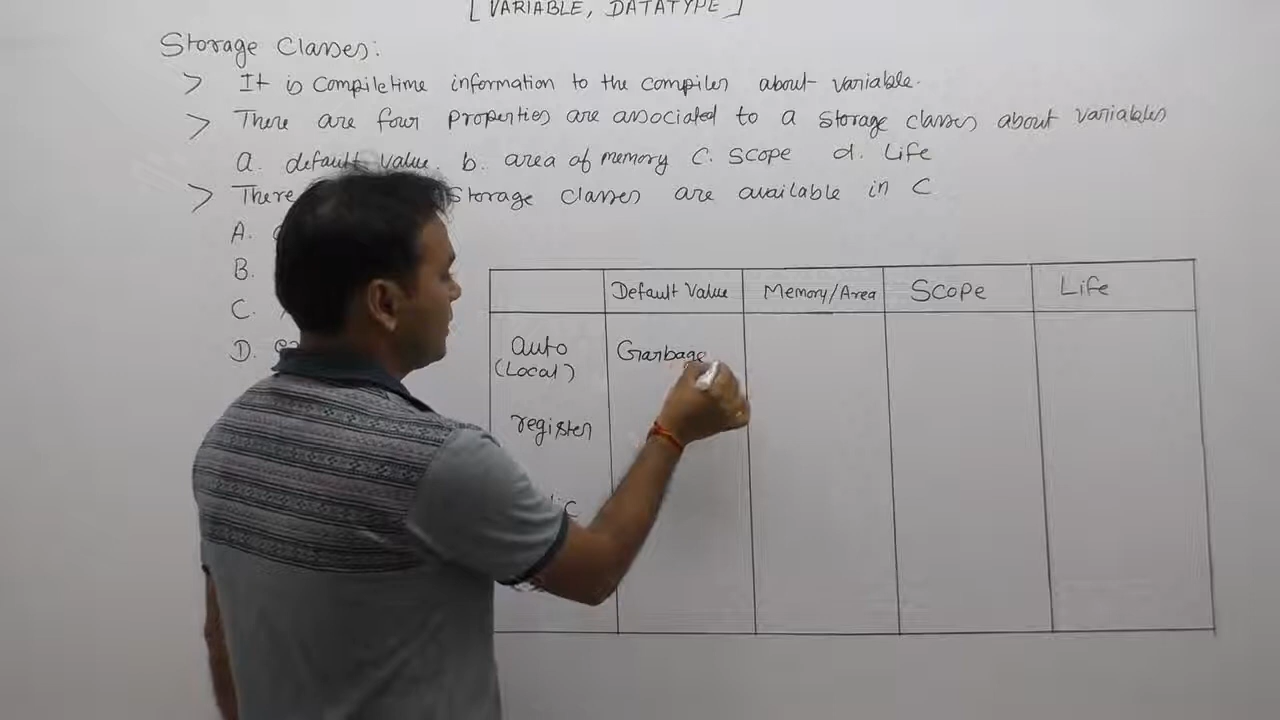 [ VARIABLE, DATATYPE ]
Storage Classes:
> It is compiletime information to the compiler about variable.
> There are four properties are associated to a storage classes about variables
a. default value. b. area of memory c. scope d. Life
> There storage classes are available in C
A.
B.
C.
D.
Default Value Memory/Area Scope Life
auto Garbage
(Local)
register